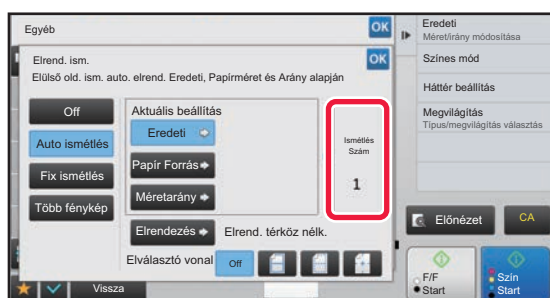 Egyéb
OK
Elrend. ism.
OK
Elülső old. ism. auto. elrend. Eredeti, Papírméret és Arány alapján
Off
Auto ismétlés
Fix ismétlés
Több fénykép
Aktuális beállítás
Eredeti
Papír Forrás
Méretarány
Elrendezés
Elrend. térköz nélk.
Elválasztó vonal
Off
Ismétlés
Szám
1
Vissza
Eredeti
Méret/irány módosítása
Színes mód
Háttér beállítás
Megvilágítás
Típus/megvilágítás választás
Előnézet
CA
F/F
Start
Szín
Start